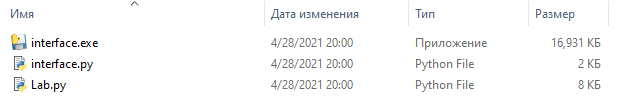 Имя Дата изменения Тип Размер
interface.exe 4/28/2021 20:00 Приложение 16,931 КБ
interface.py 4/28/2021 20:00 Python File 2 КБ
Lab.py 4/28/2021 20:00 Python File 8 КБ